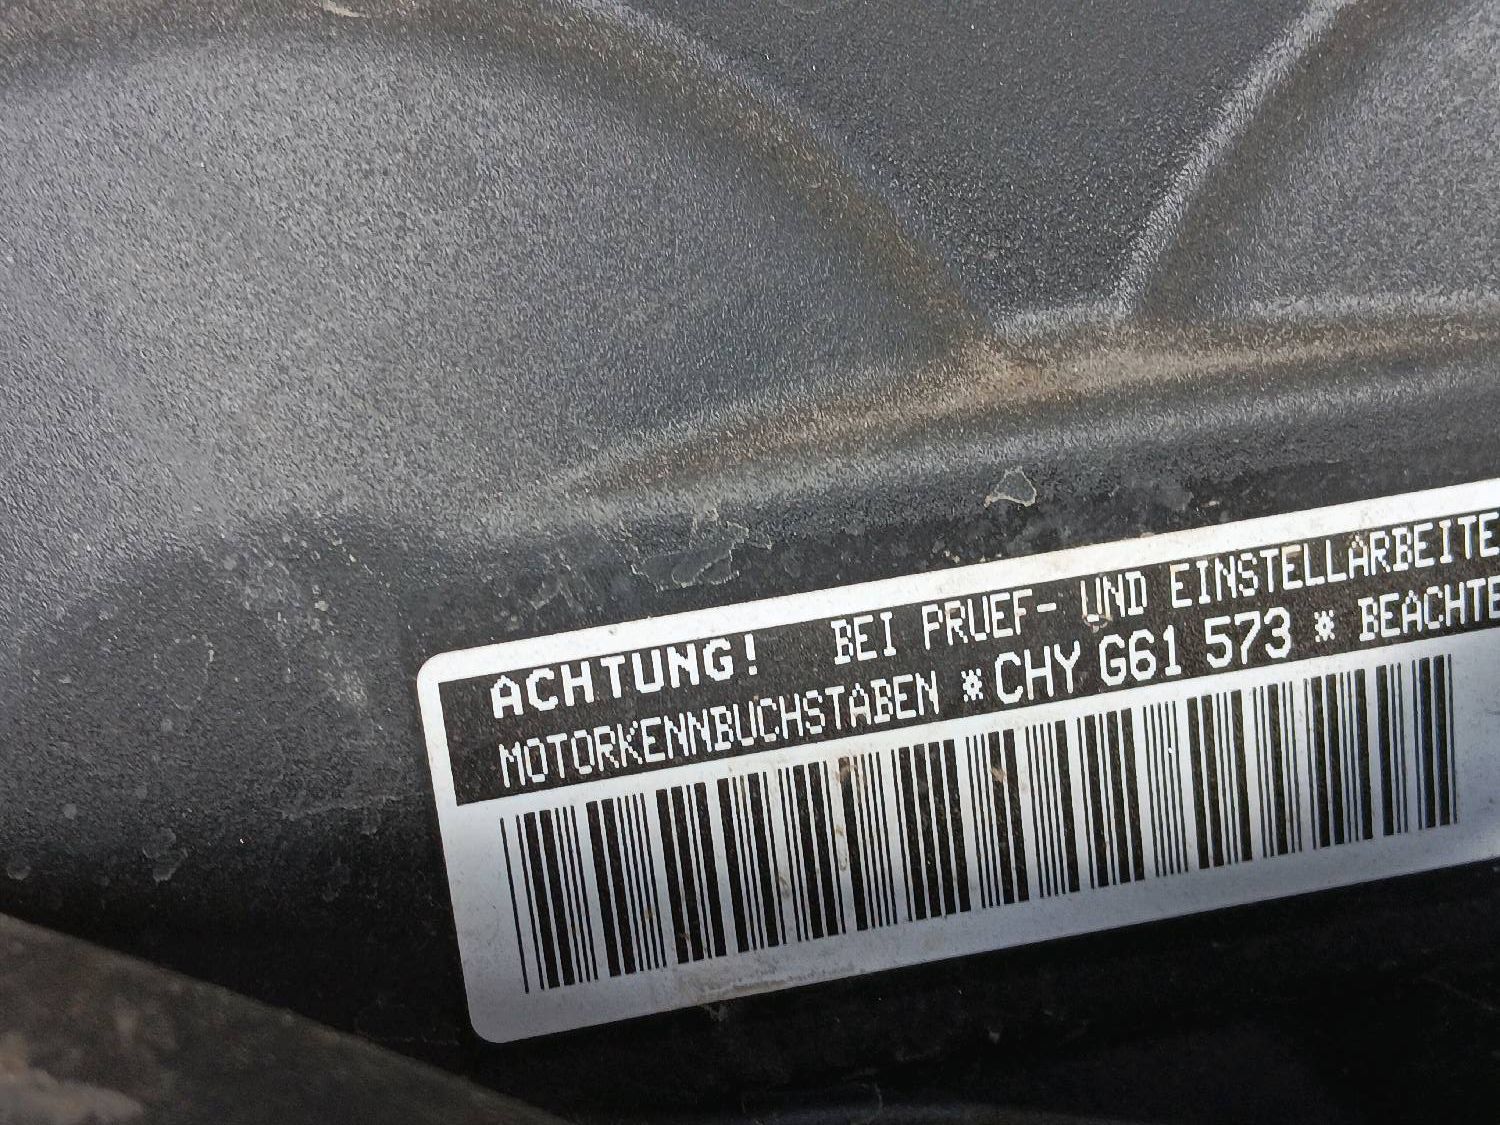 ACHTUNG! BEI PRUEF- UND EINSTELLARBEITE
MOTORKENNBUCHSTABEN *CHY G61 573 * BEACHTE